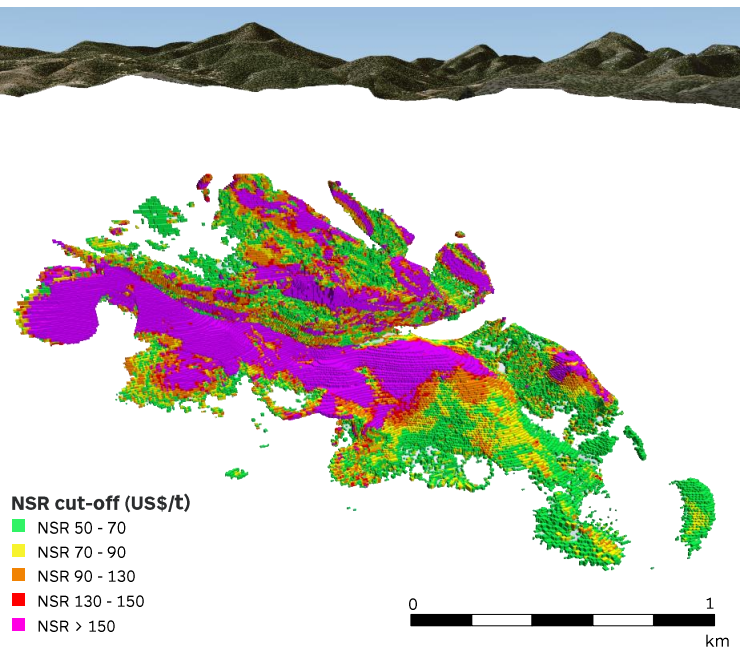 NSR cut-off (US$/t)
NSR 50 - 70
NSR 70 - 90
NSR 90 - 130
NSR 130 - 150
NSR > 150
0 1
km